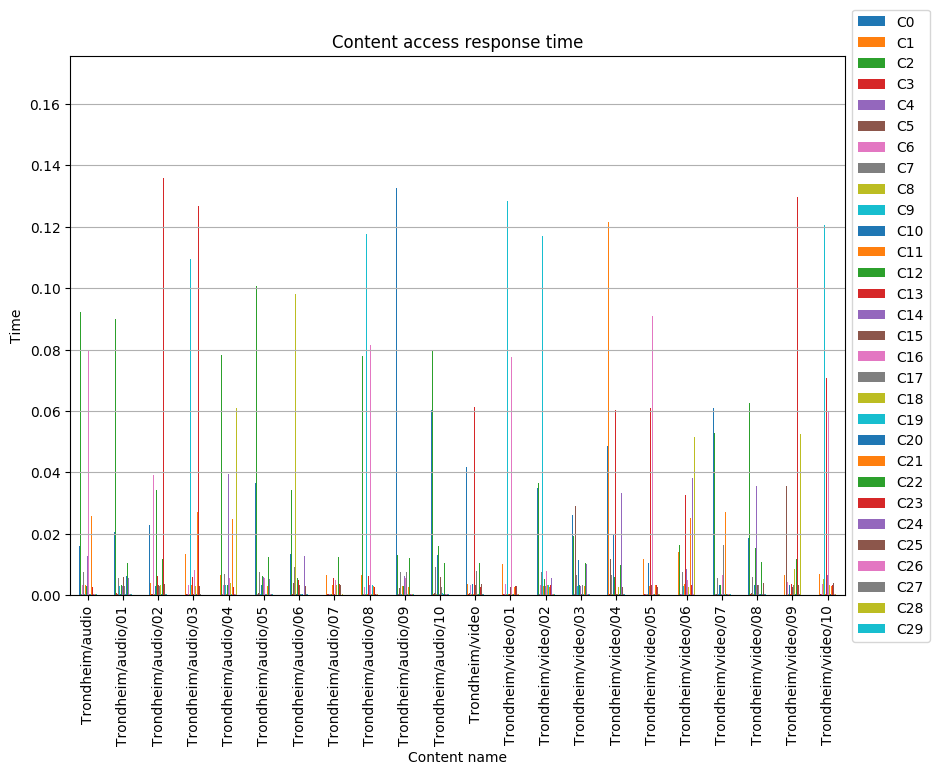 Content access response time
Time
0.16
0.14
0.12
0.10
0.08
0.06
0.04
0.02
0.00
Trondheim/audio
Trondheim/audio/01
Trondheim/audio/02
Trondheim/audio/03
Trondheim/audio/04
Trondheim/audio/05
Trondheim/audio/06
Trondheim/audio/07
Trondheim/audio/08
Trondheim/audio/09
Trondheim/audio/10
Trondheim/video
Trondheim/video/01
Trondheim/video/02
Trondheim/video/03
Trondheim/video/04
Trondheim/video/05
Trondheim/video/06
Trondheim/video/07
Trondheim/video/08
Trondheim/video/09
Trondheim/video/10
Content name
C0
C1
C2
C3
C4
C5
C6
C7
C8
C9
C10
C11
C12
C13
C14
C15
C16
C17
C18
C19
C20
C21
C22
C23
C24
C25
C26
C27
C28
C29